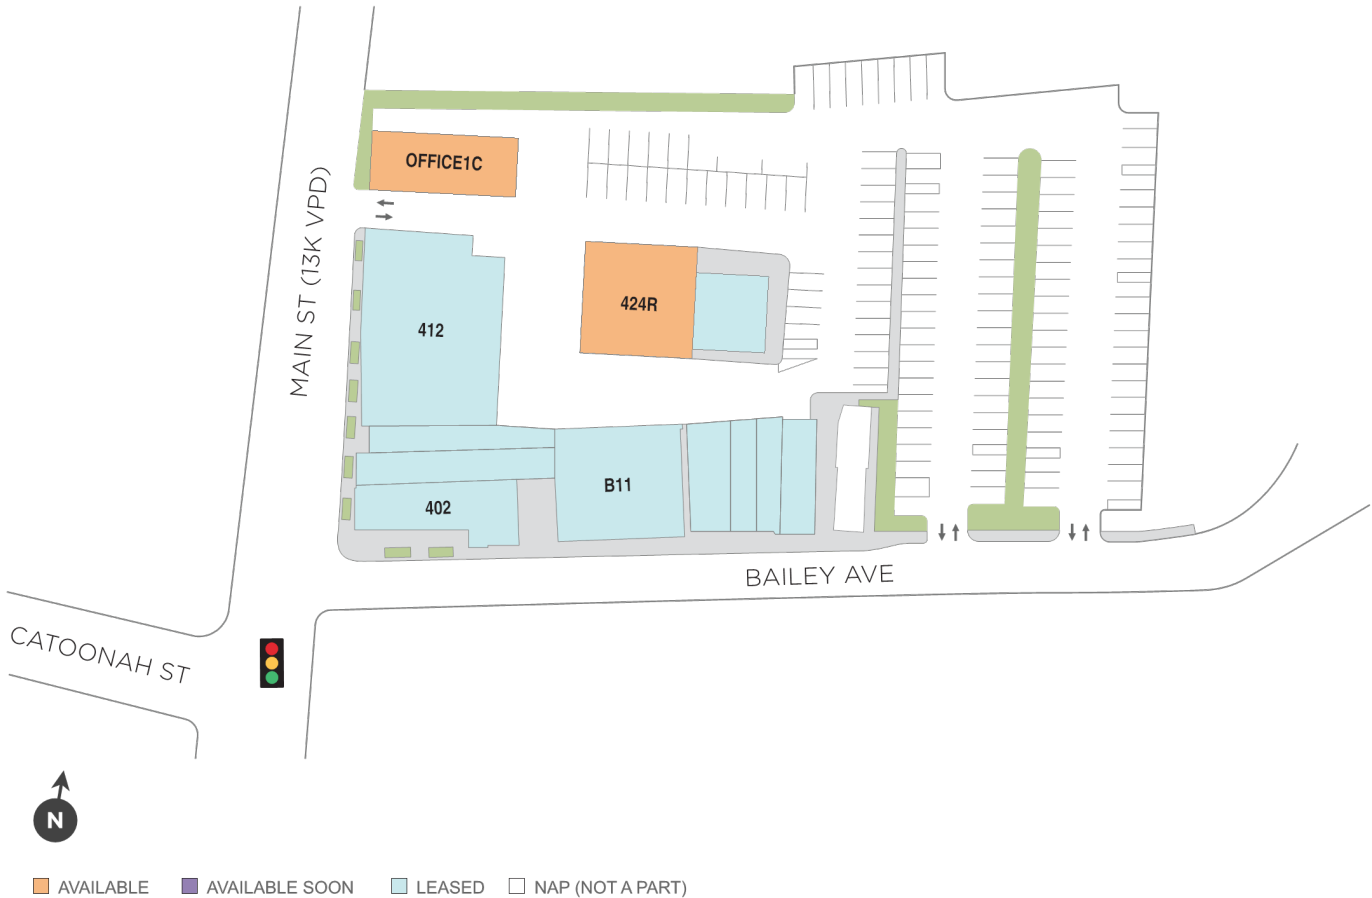 OFFICE1C
MAIN ST (13K VPD)
412
424R
402
B11
BAILEY AVE
CATOONAH ST
N
AVAILABLE
AVAILABLE SOON
LEASED
NAP (NOT A PART)